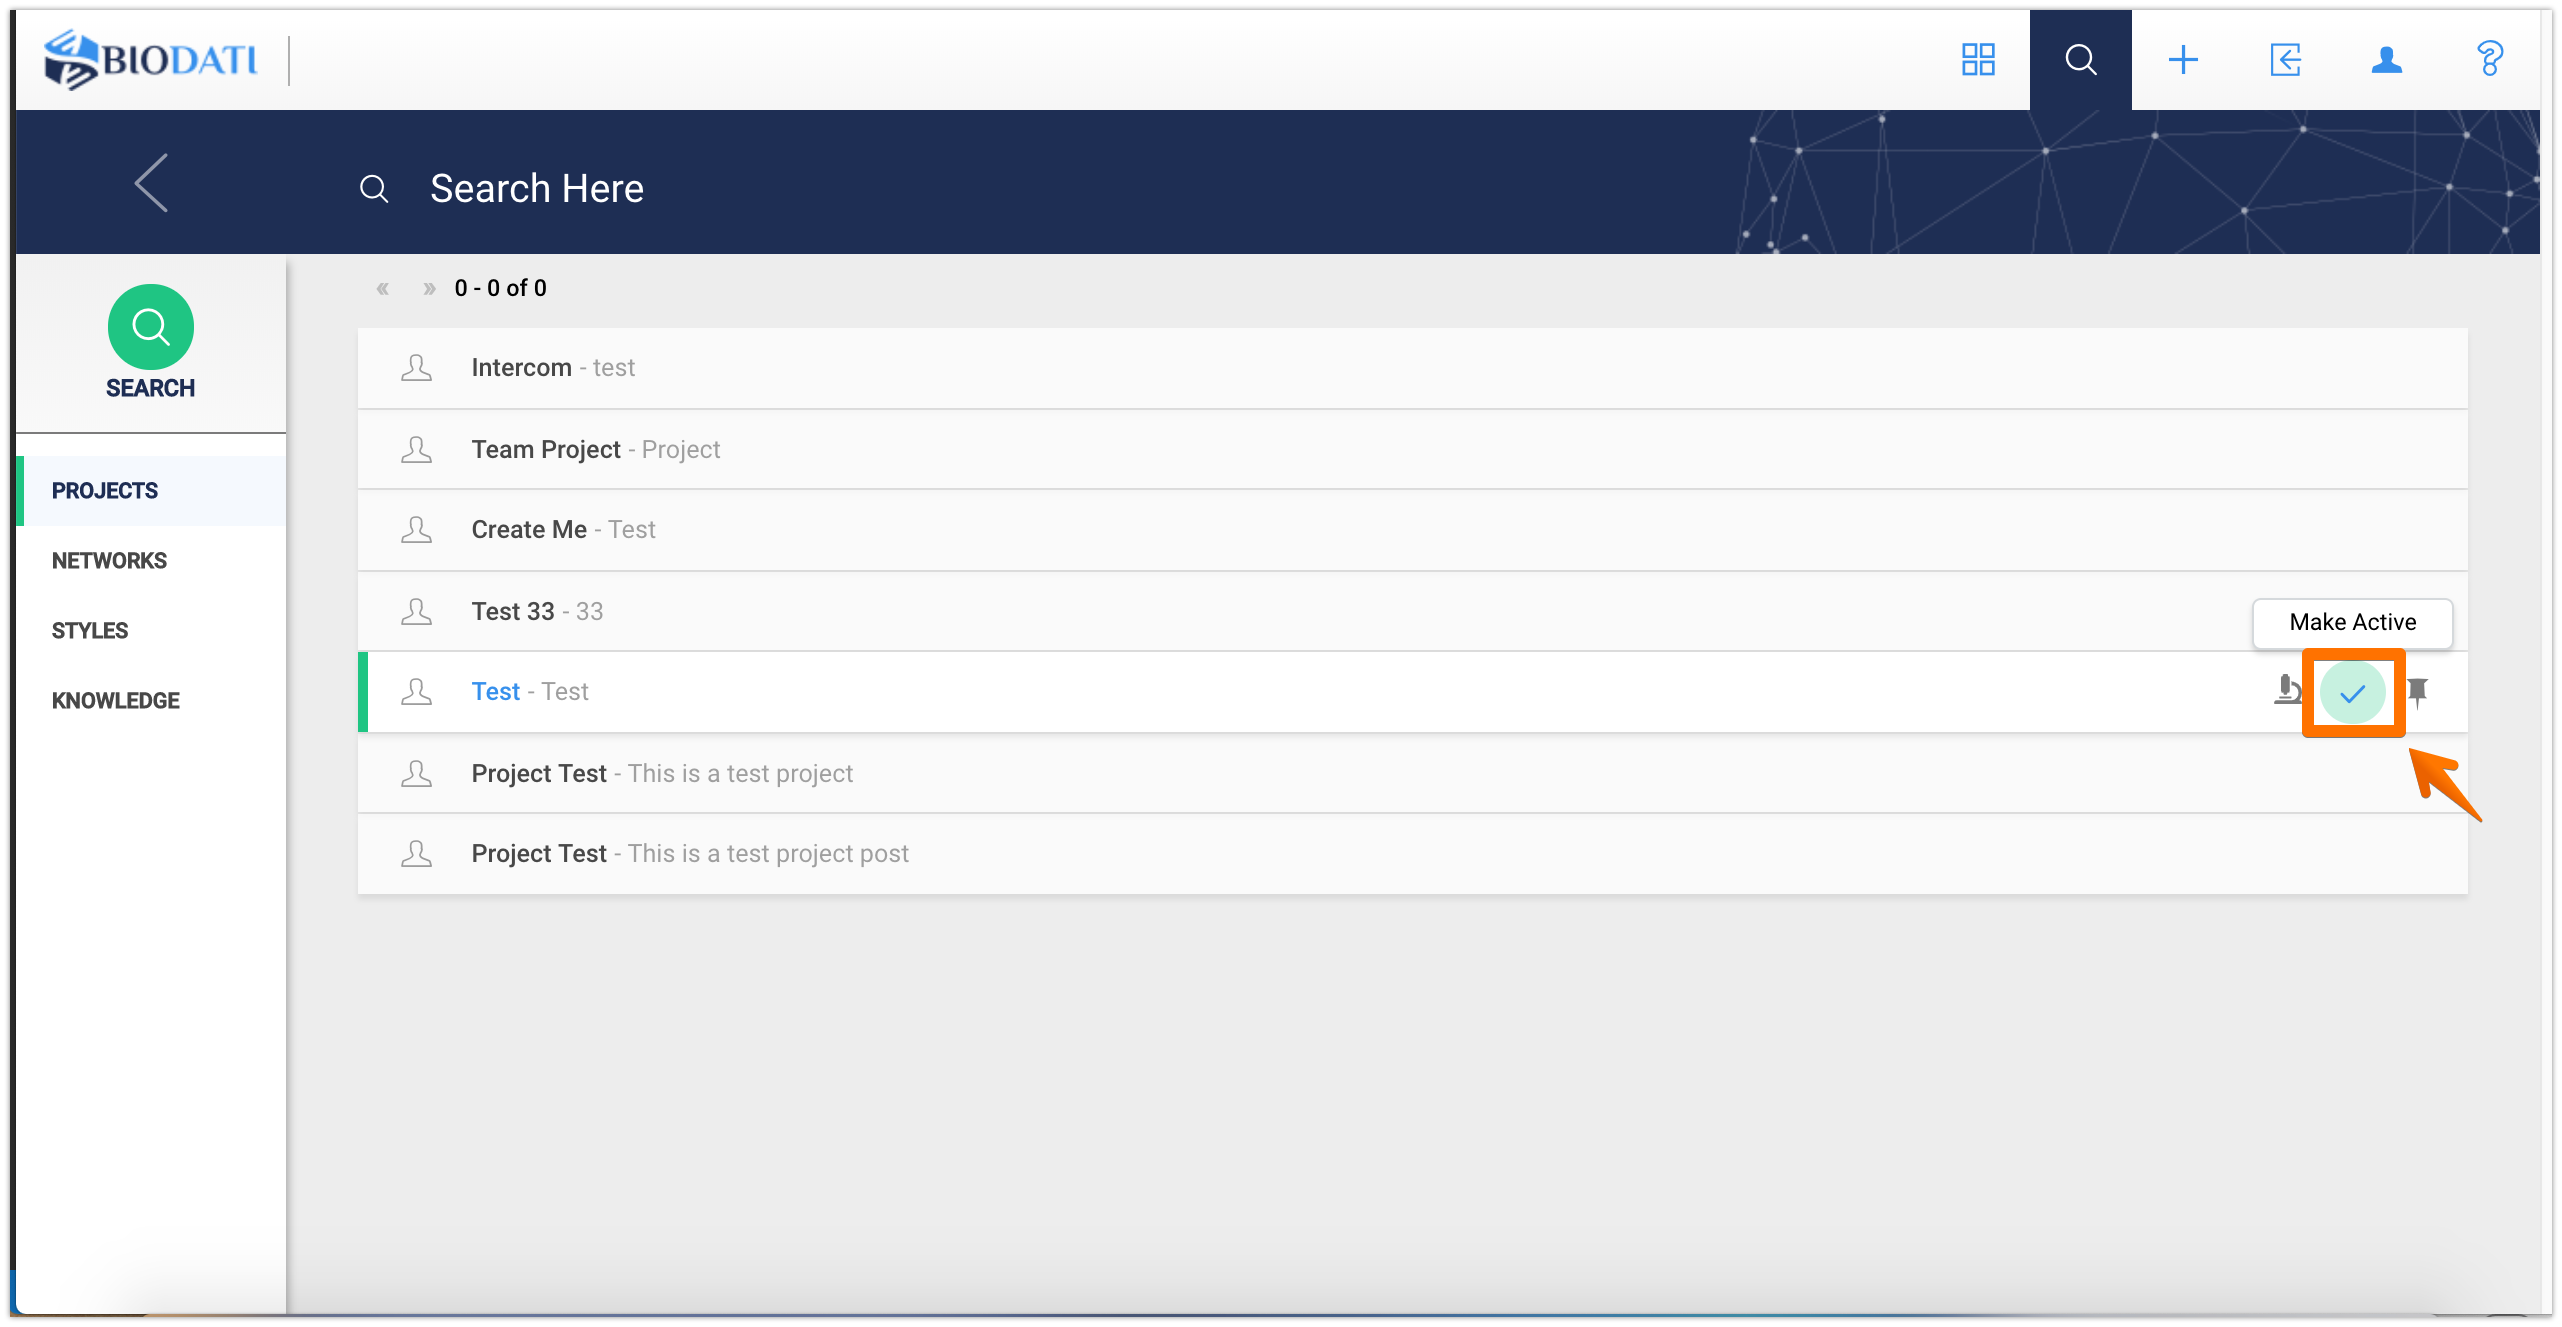 BIODATI
Search Here
« » 0 - 0 of 0
SEARCH
PROJECTS
NETWORKS
STYLES
KNOWLEDGE
Intercom - test
Team Project - Project
Create Me - Test
Test 33 - 33
Make Active
Test - Test
Project Test - This is a test project
Project Test - This is a test project post